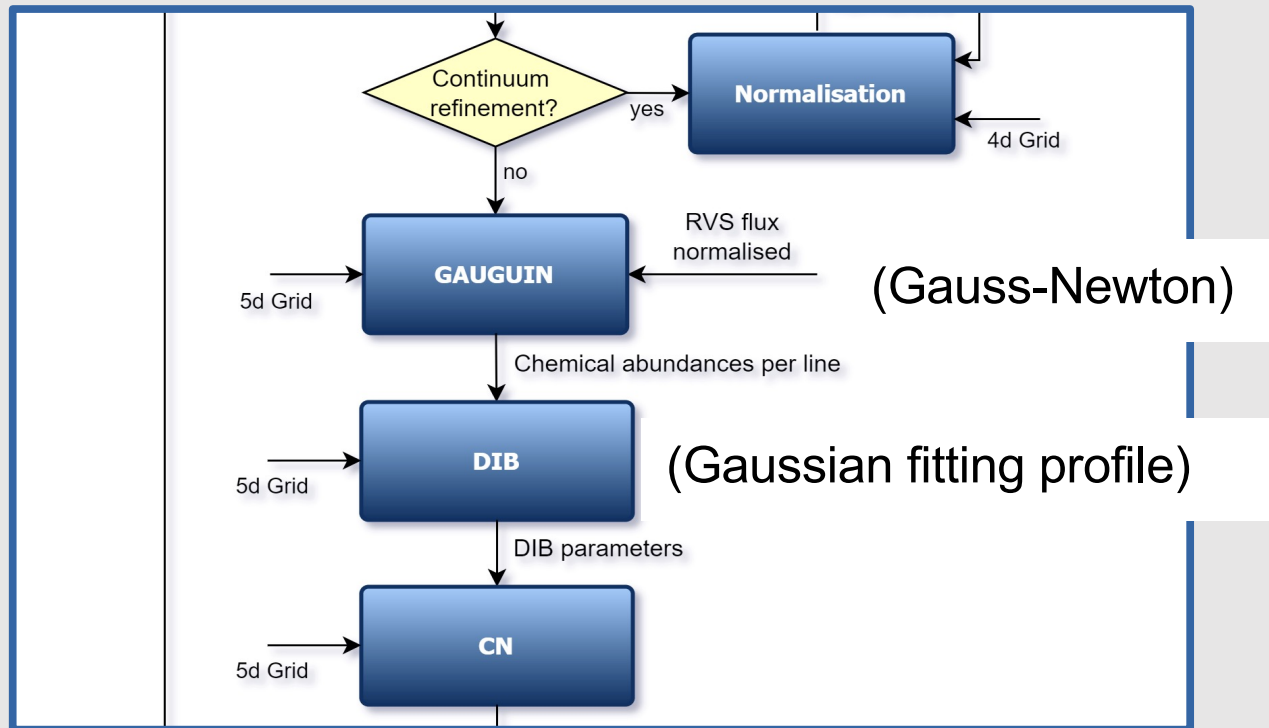 Continuum
refinement?
yes
Normalisation
4d Grid
no
RVS flux
normalised
GAUGUIN
5d Grid
(Gauss-Newton)
Chemical abundances per line
DIB
5d Grid
(Gaussian fitting profile)
DIB parameters
CN
5d Grid